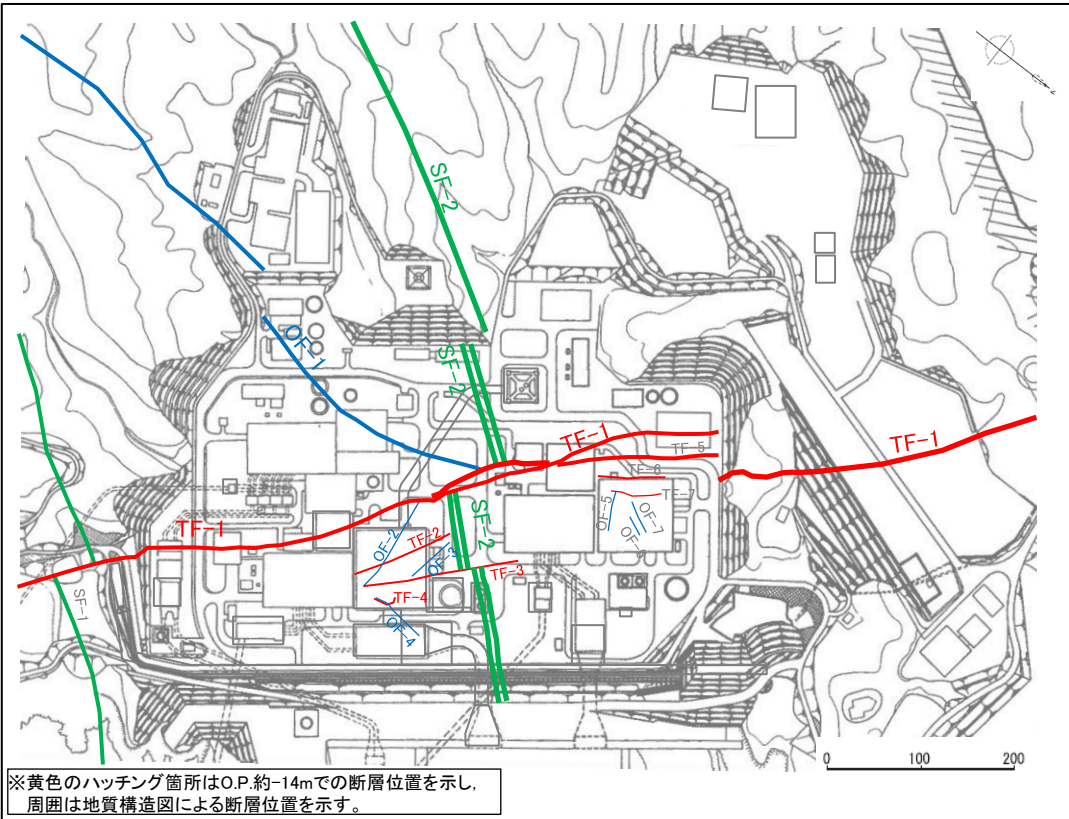 SF-2
OF-1
SF-2
TF-1
TF-1
TF-5
TF-6
TF-7
OF-5
OF-7
OF-6
TF-1
SF-2
OF-2
TF-2
OF-3
TF-3
TF-4
OF-4
SF-1
0 100 200
※黄色のハッチング箇所はO.P.約-14mでの断層位置を示し,
周囲は地質構造図による断層位置を示す。